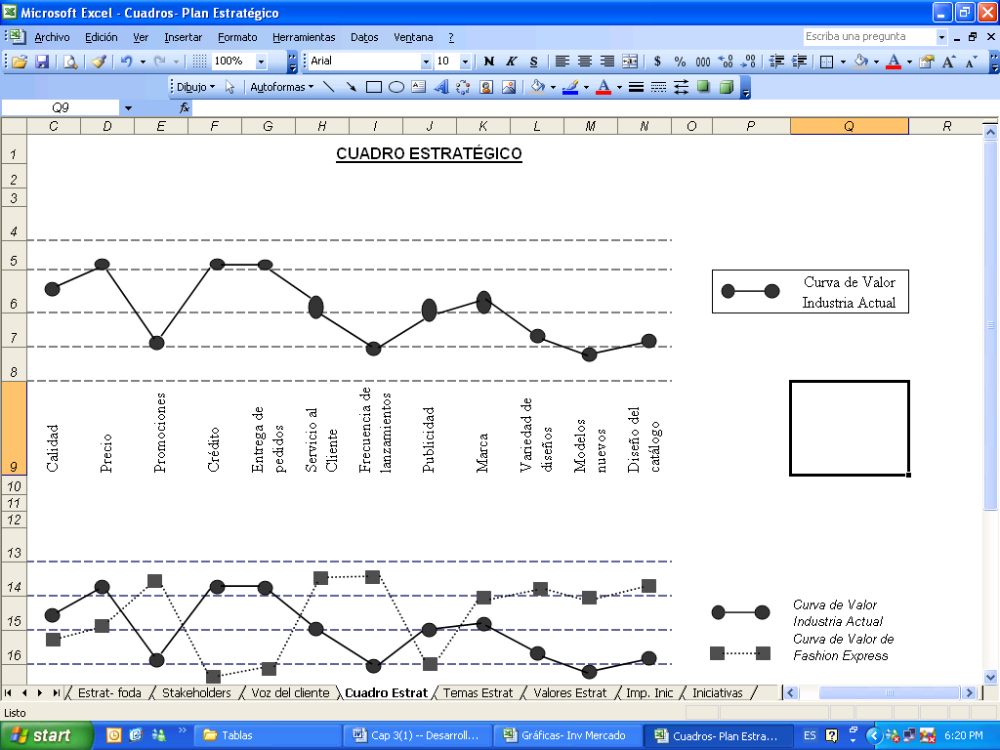 Microsoft Excel - Cuadros- Plan Estratégico
Archivo Edición Ver Insertar Formato Herramientas Datos Ventana ? Escriba una pregunta
100% Arial 10 N K S $ % 000
Dibujo Autoformas
Q9 fx
C D E F G H I J K L M N O P Q R
1 CUADRO ESTRATÉGICO
2
3
4
5
Curva de Valor
Industria Actual
6
7
8
9
Calidad
Precio
Promociones
Crédito
Entrega de
pedidos
Servicio al
Cliente
Frecuencia de
lanzamientos
Publicidad
Marca
Variedad de
diseños
Modelos
nuevos
Diseño del
catálogo
10
11
12
13
14
15
16
Curva de Valor
Industria Actual
Curva de Valor de
Fashion Express
Estrat- foda Stakeholders Voz del cliente Cuadro Estrat Temas Estrat Valores Estrat Imp. Inic Iniciativas
Listo
start Tablas Cap 3(1) -- Desarroll... Gráficas- Inv Mercado Cuadros- Plan Estra... ES 6:20 PM